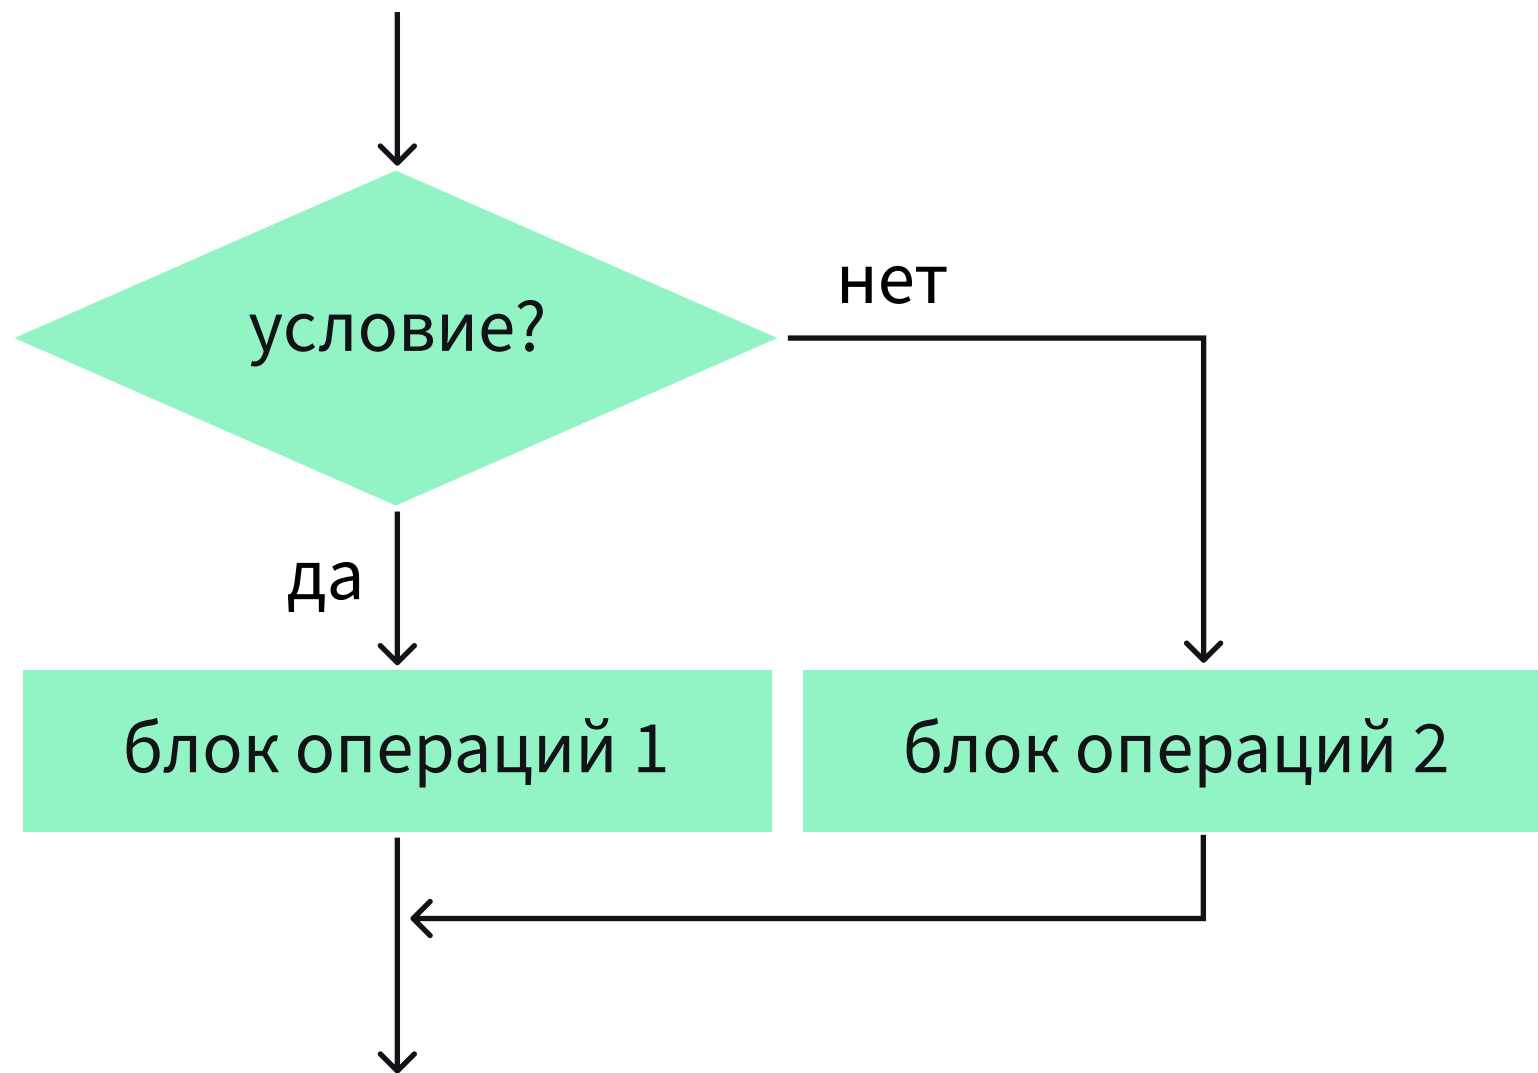 условие?
нет
да
блок операций 1
блок операций 2